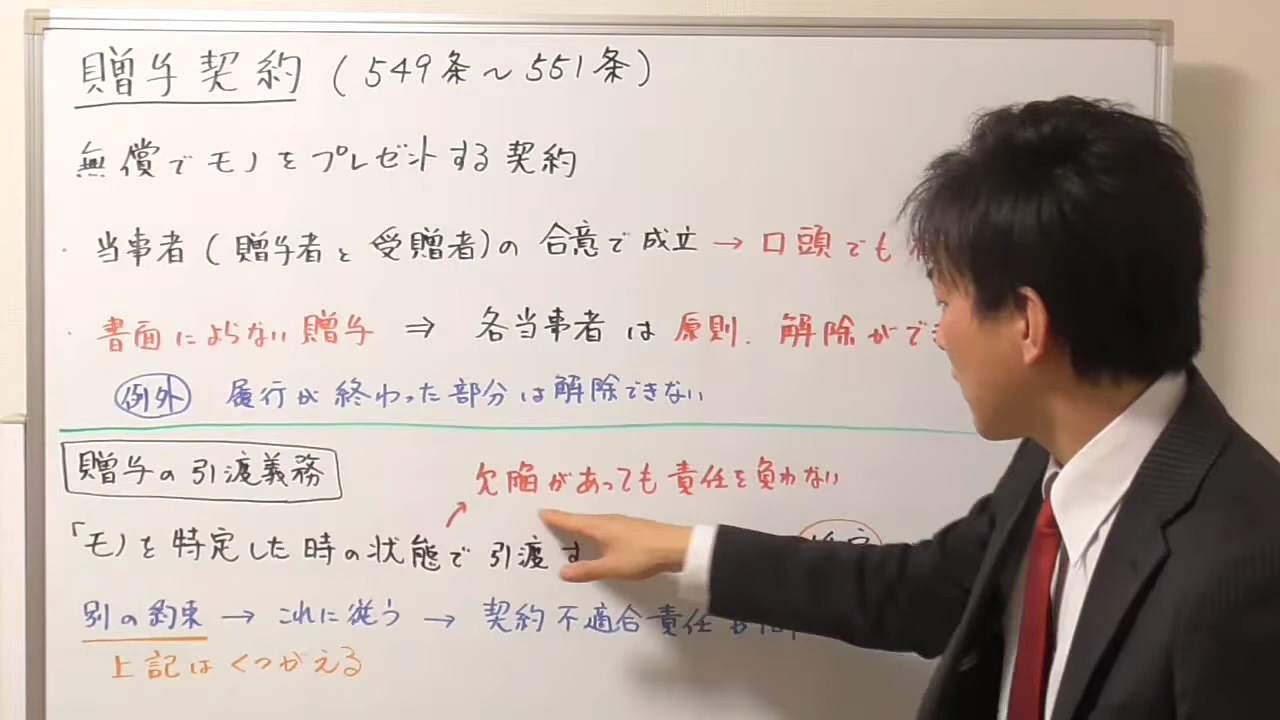 贈与契約(549条~551条)
無償でモノをプレゼントする契約
・当事者(贈与者と受贈者)の合意で成立→口頭でも
・書面によらない贈与⇒各当事者は原則、解除がで
例外 履行が終わった部分は解除できない
贈与の引渡義務
欠陥があっても責任を負わない
「モノを特定した時の状態で引渡す
別の約束→これに従う→契約不適合責任
上記はくつがえる